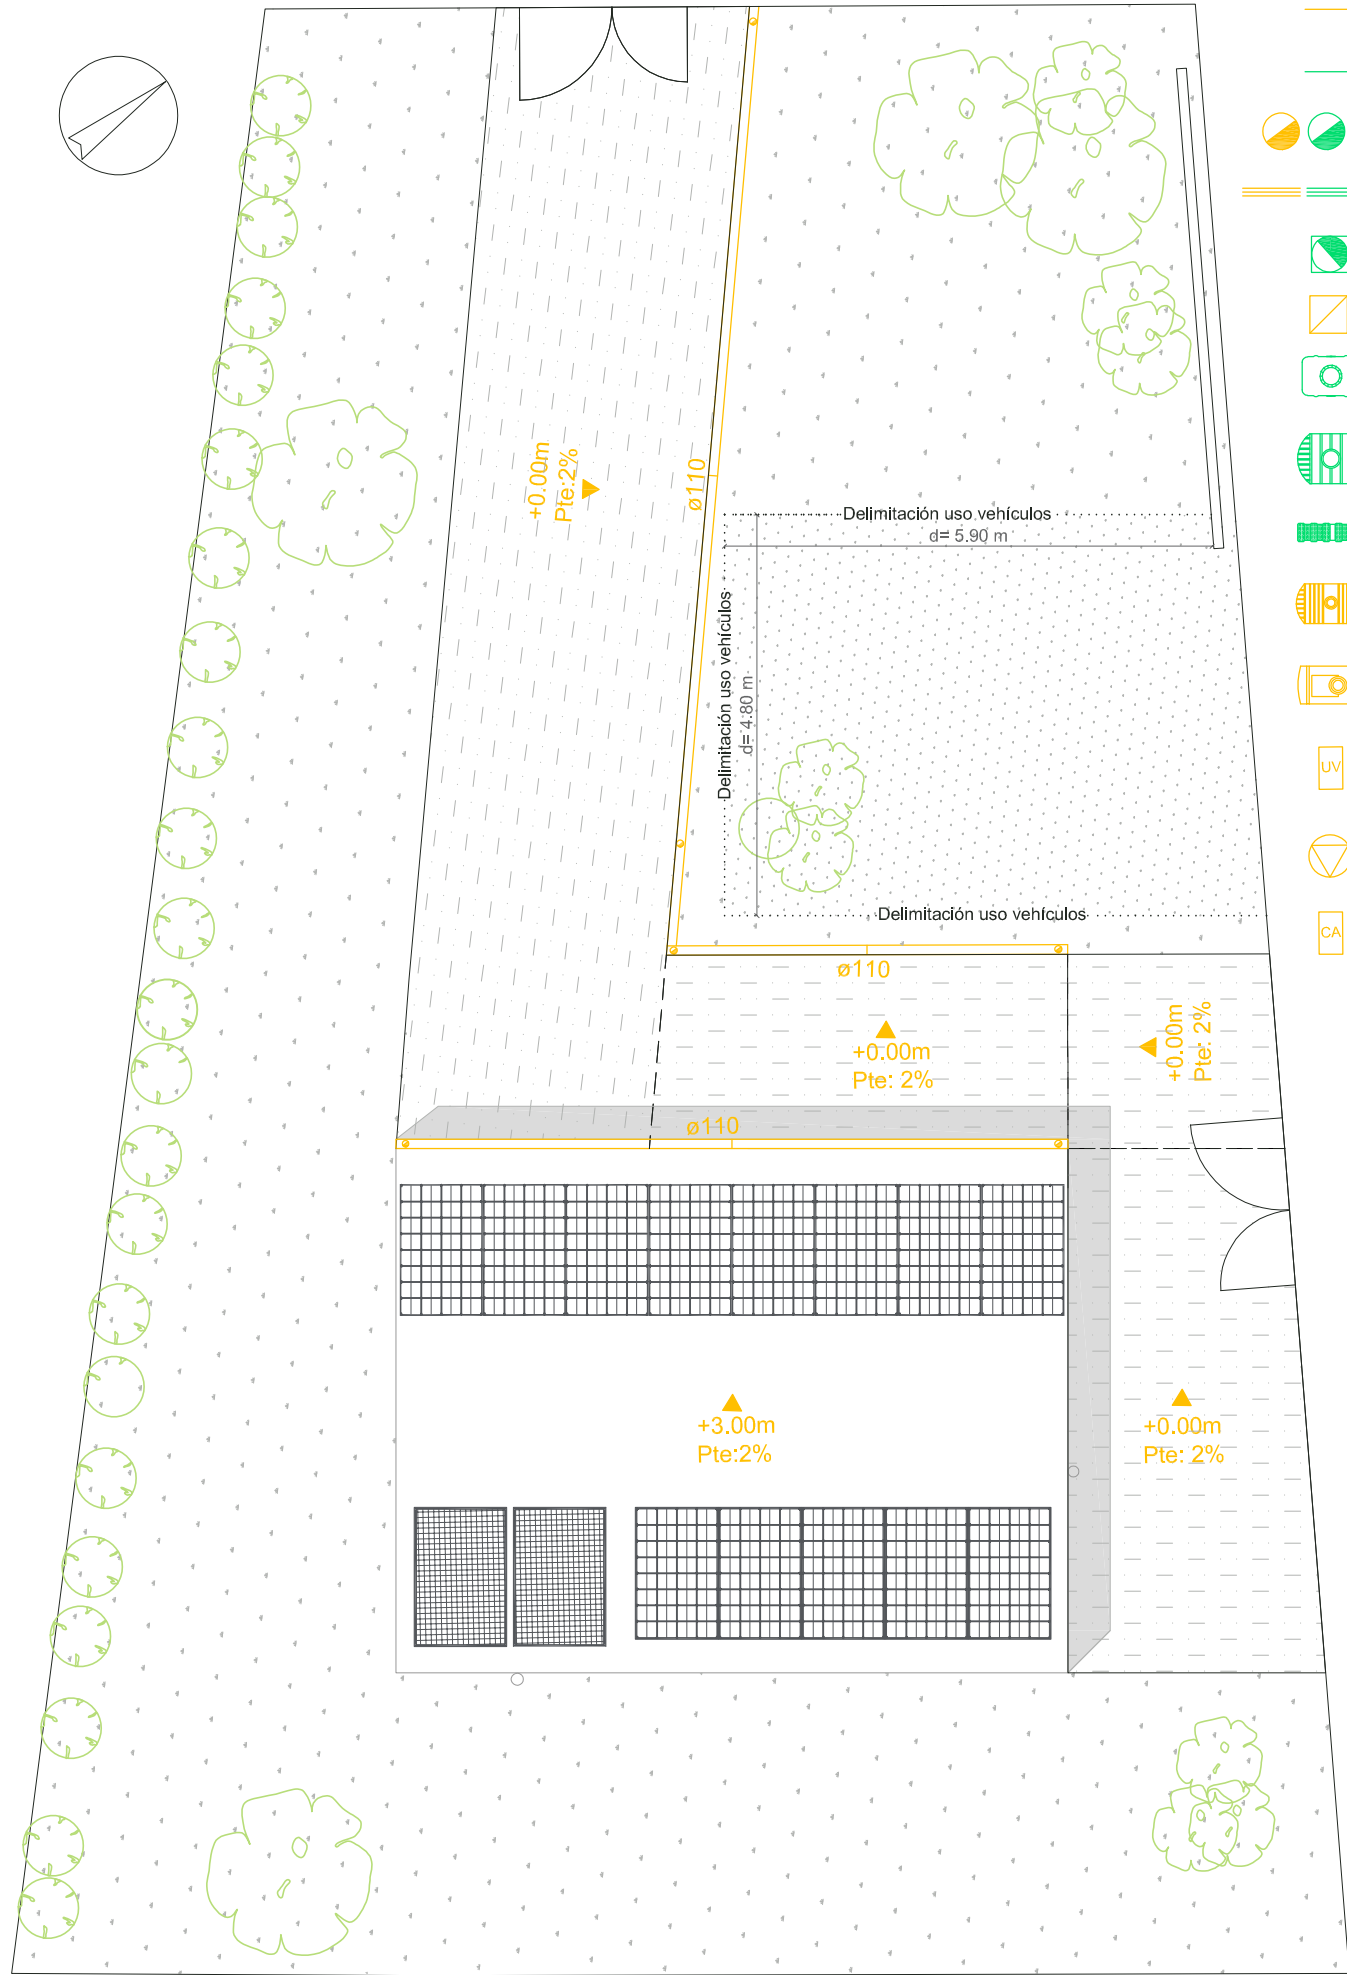 +0.00m
Pte:2%
ø110
Delimitación uso vehículos
d= 5.90 m
Delimitación uso vehículos
d= 4.80 m
Delimitación uso vehículos
UV
CA
ø110
+0.00m
Pte: 2%
+0.00m
Pte: 2%
ø110
+3.00m
Pte:2%
+0.00m
Pte: 2%